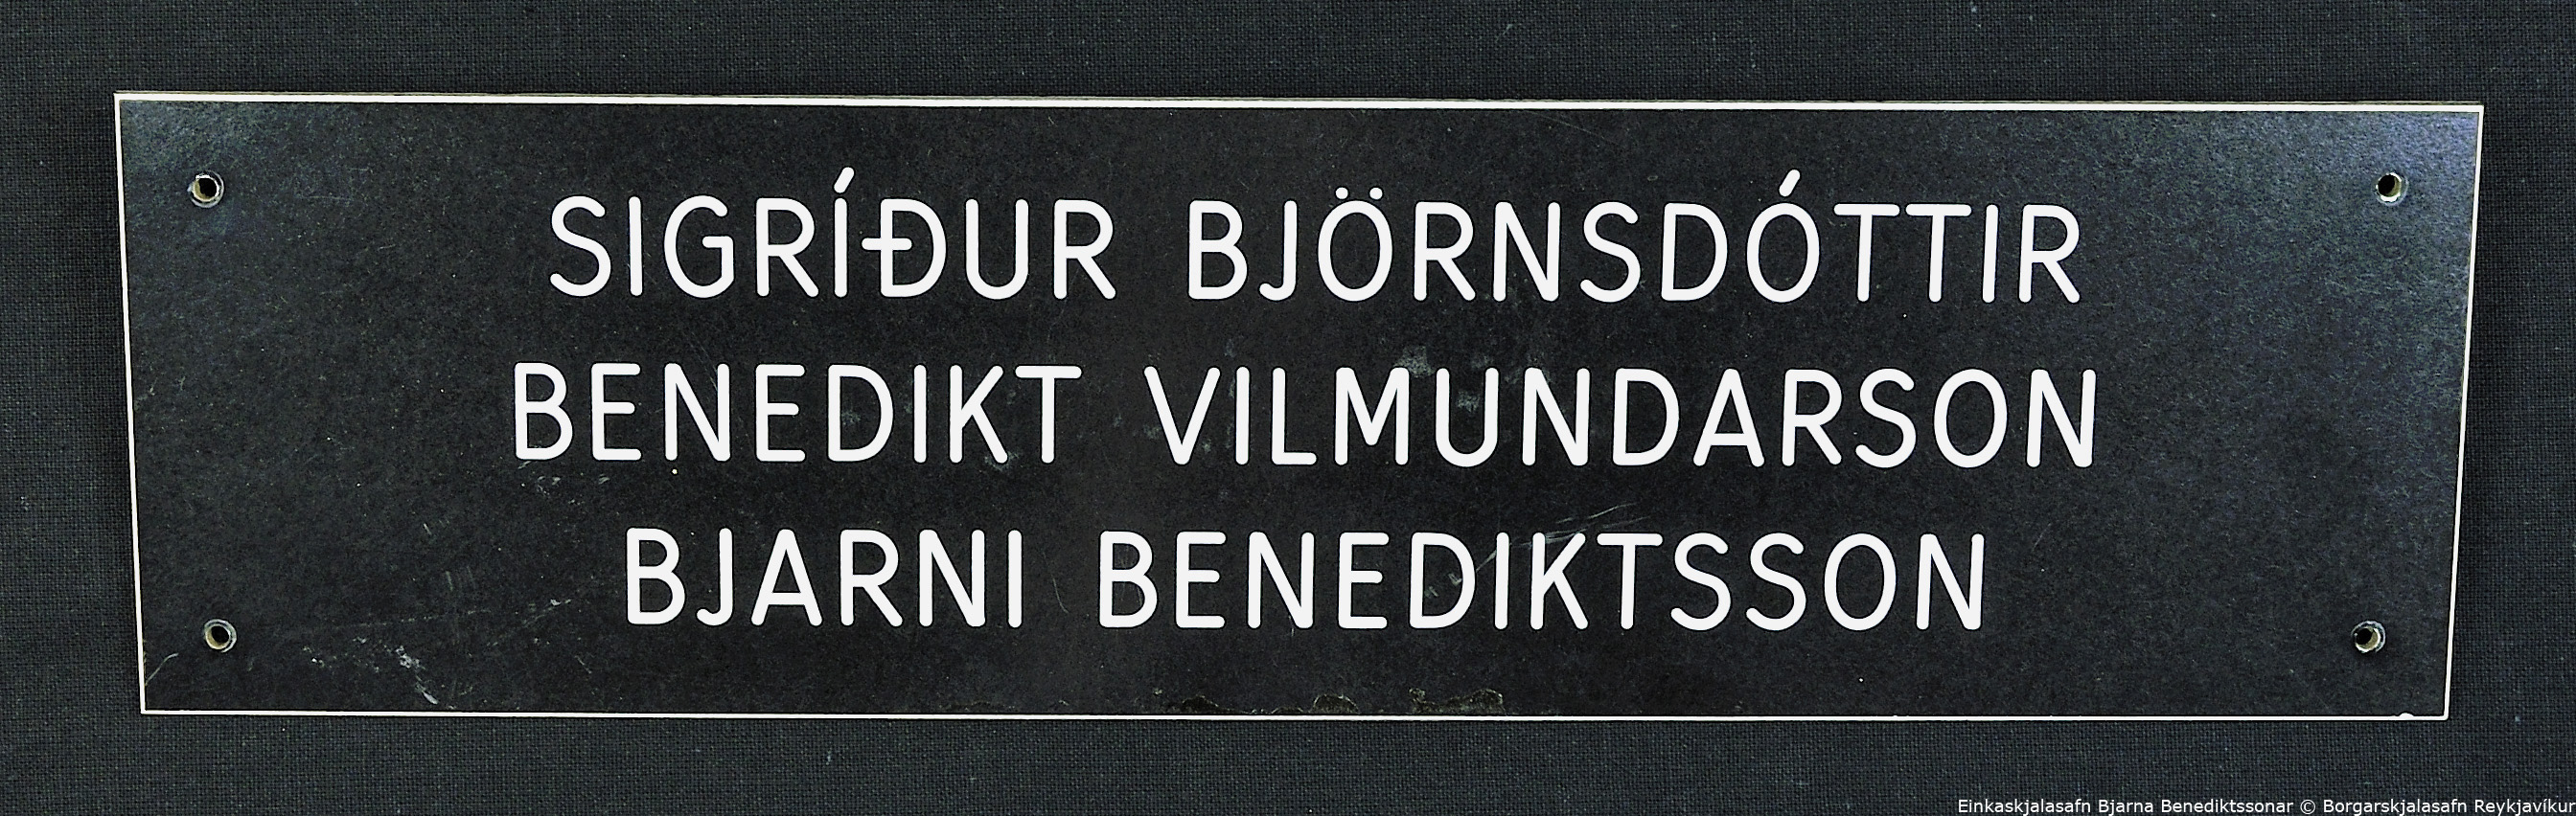 SIGRÍÐUR BJÖRNSDÓTTIR
BENEDIKT VILMUNDARSON
BJARNI BENEDIKTSSON
Einkaskjalasafn Bjarna Benediktssonar © Borgarskjalasafn Reykjavíkur